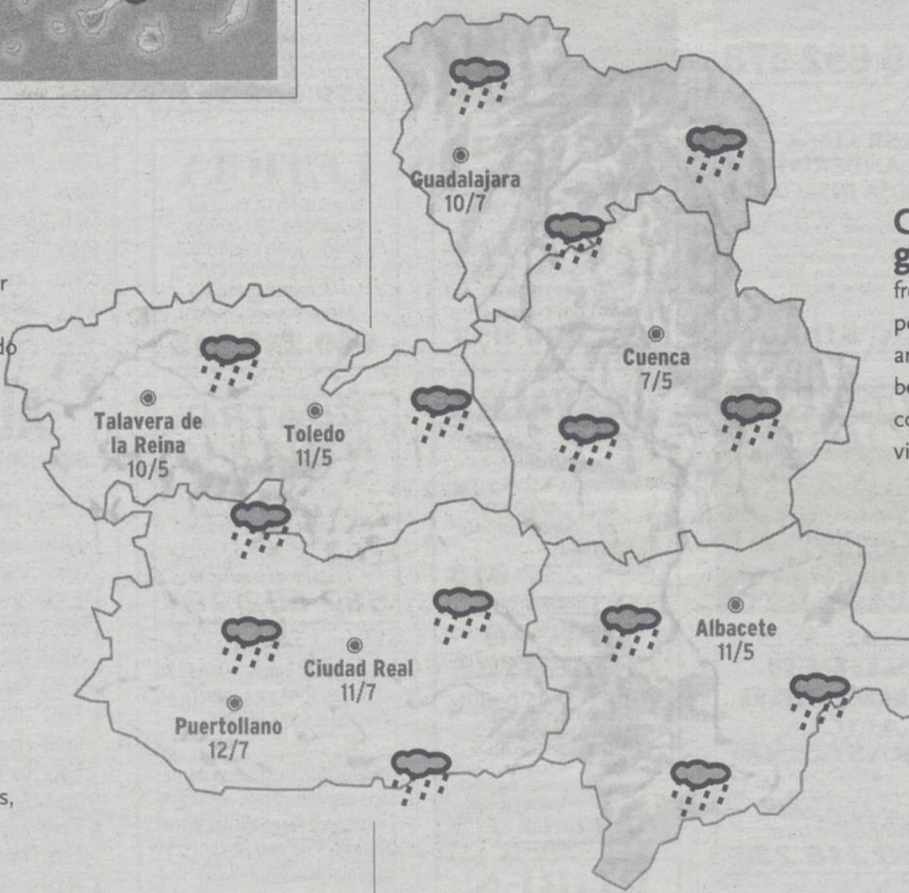 Guadalajara
10/7
Cuenca
7/5
Talavera de
la Reina
10/5
Toledo
11/5
Albacete
11/5
Ciudad Real
11/7
Puertollano
12/7